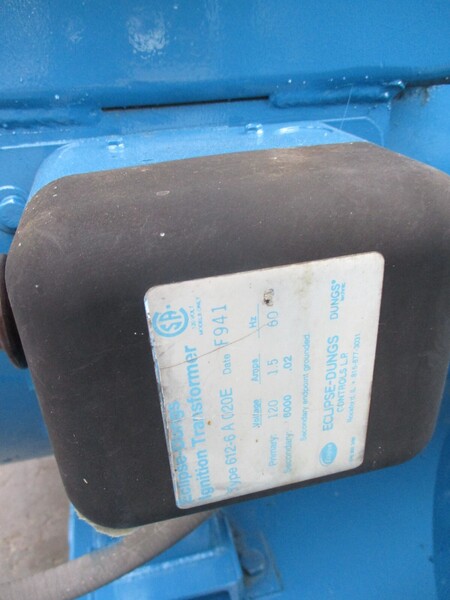 Eclipse-Dungs
Ignition Transformer
Type 612-6 A 020E Date F941
Voltage Amps Hz
Primary: 120 1.5 60
Secondary: 6000 .02
Secondary endpoint grounded
ECLIPSE-DUNGS DUNGS®
CONTROLS L.P.